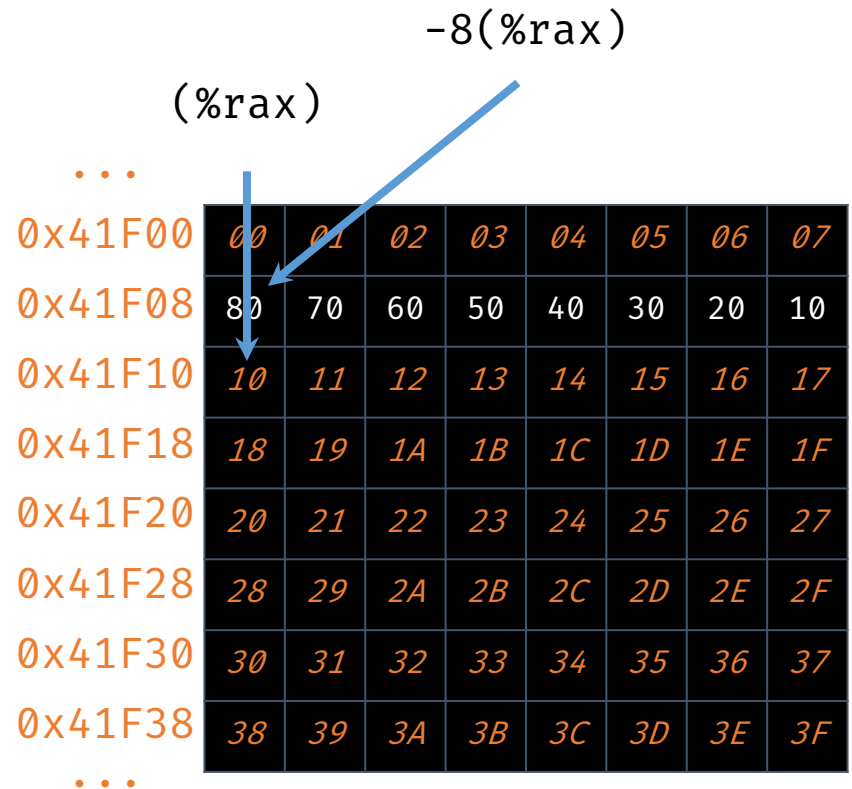 -8(%rax)
(%rax)
...
0x41F00 00 01 02 03 04 05 06 07
0x41F08 80 70 60 50 40 30 20 10
0x41F10 10 11 12 13 14 15 16 17
0x41F18 18 19 1A 1B 1C 1D 1E 1F
0x41F20 20 21 22 23 24 25 26 27
0x41F28 28 29 2A 2B 2C 2D 2E 2F
0x41F30 30 31 32 33 34 35 36 37
0x41F38 38 39 3A 3B 3C 3D 3E 3F
...